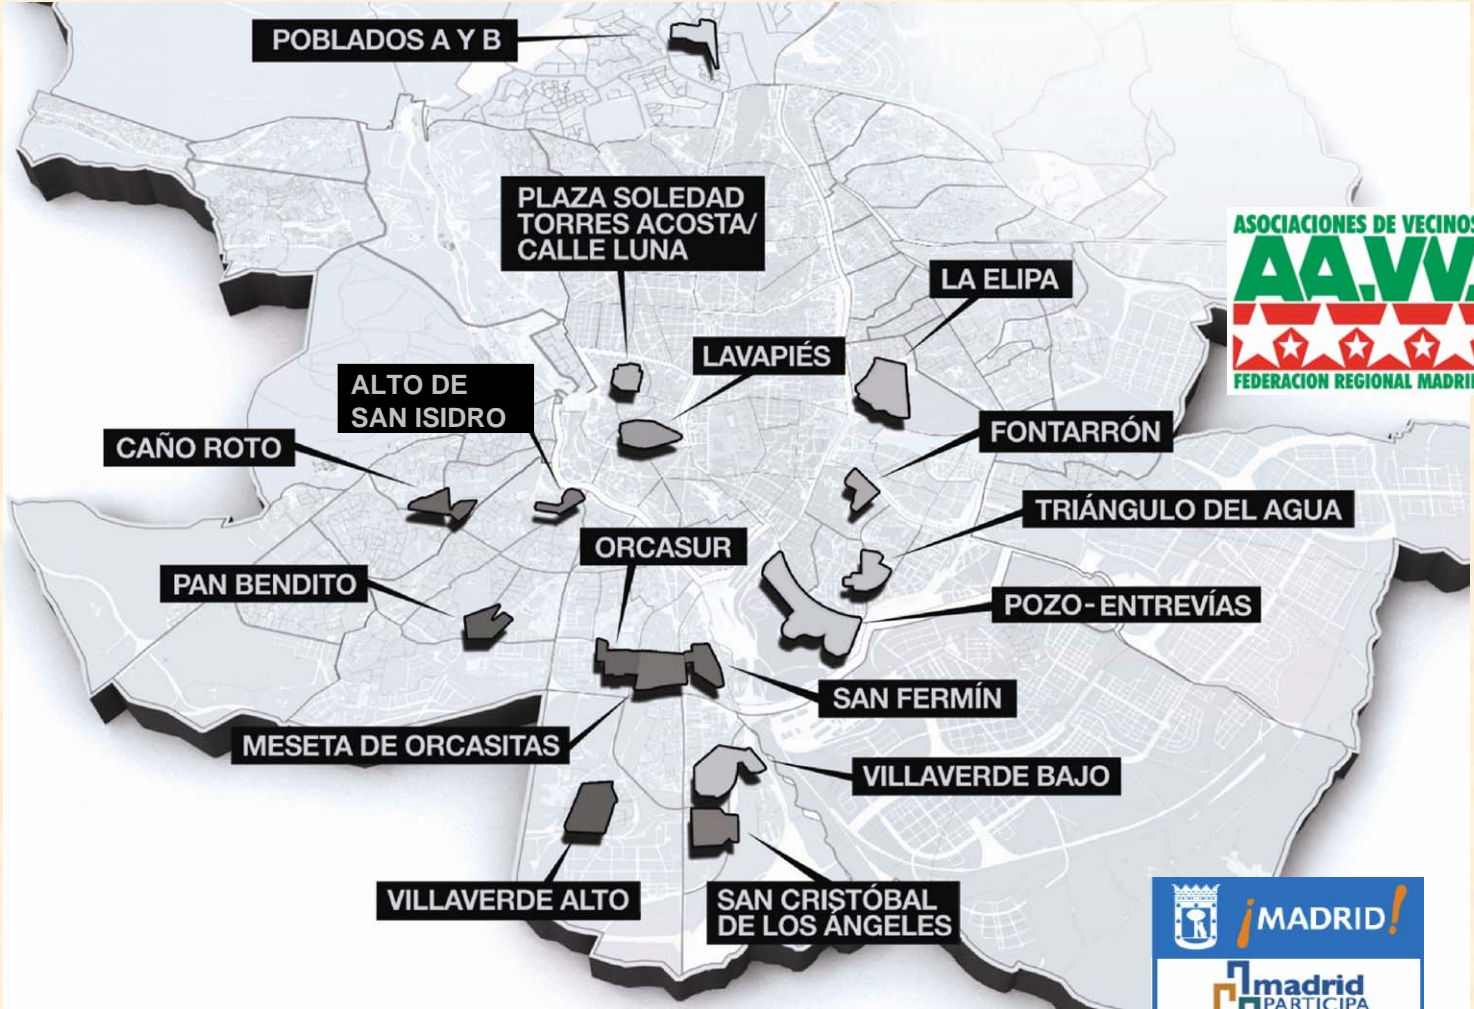 POBLADOS A Y B
PLAZA SOLEDAD
TORRES ACOSTA/
CALLE LUNA
ASOCIACIONES DE VECINOS
AA.VV.
FEDERACION REGIONAL MADRI
LA ELIPA
LAVAPIÉS
ALTO DE
SAN ISIDRO
CAÑO ROTO
FONTARRÓN
TRIÁNGULO DEL AGUA
ORCASUR
PAN BENDITO
POZO-ENTREVÍAS
SAN FERMÍN
MESETA DE ORCASITAS
VILLAVERDE BAJO
VILLAVERDE ALTO
SAN CRISTÓBAL
DE LOS ÁNGELES
¡MADRID!
madrid
PARTICIPA